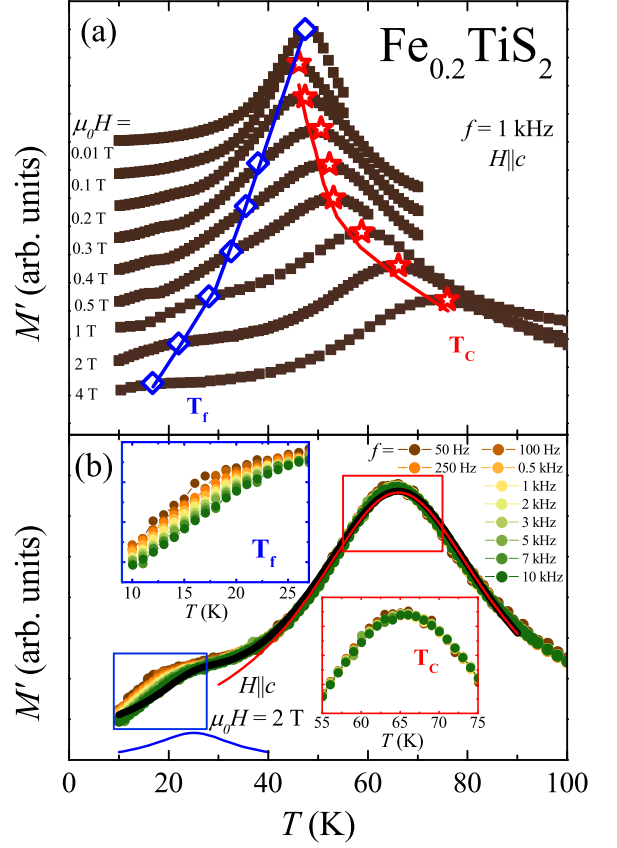 (a)
Fe0.2TiS2
μ0H =
0.01 T
0.1 T
0.2 T
0.3 T
0.4 T
0.5 T
1 T
2 T
4 T
f = 1 kHz
H||c
TC
Tf
M' (arb. units)
(b)
f =
50 Hz
100 Hz
250 Hz
0.5 kHz
1 kHz
2 kHz
3 kHz
5 kHz
7 kHz
10 kHz
Tf
10 15 20 25
T (K)
TC
55 60 65 70 75
T (K)
H||c
μ0H = 2 T
M' (arb. units)
0 20 40 60 80 100
T (K)